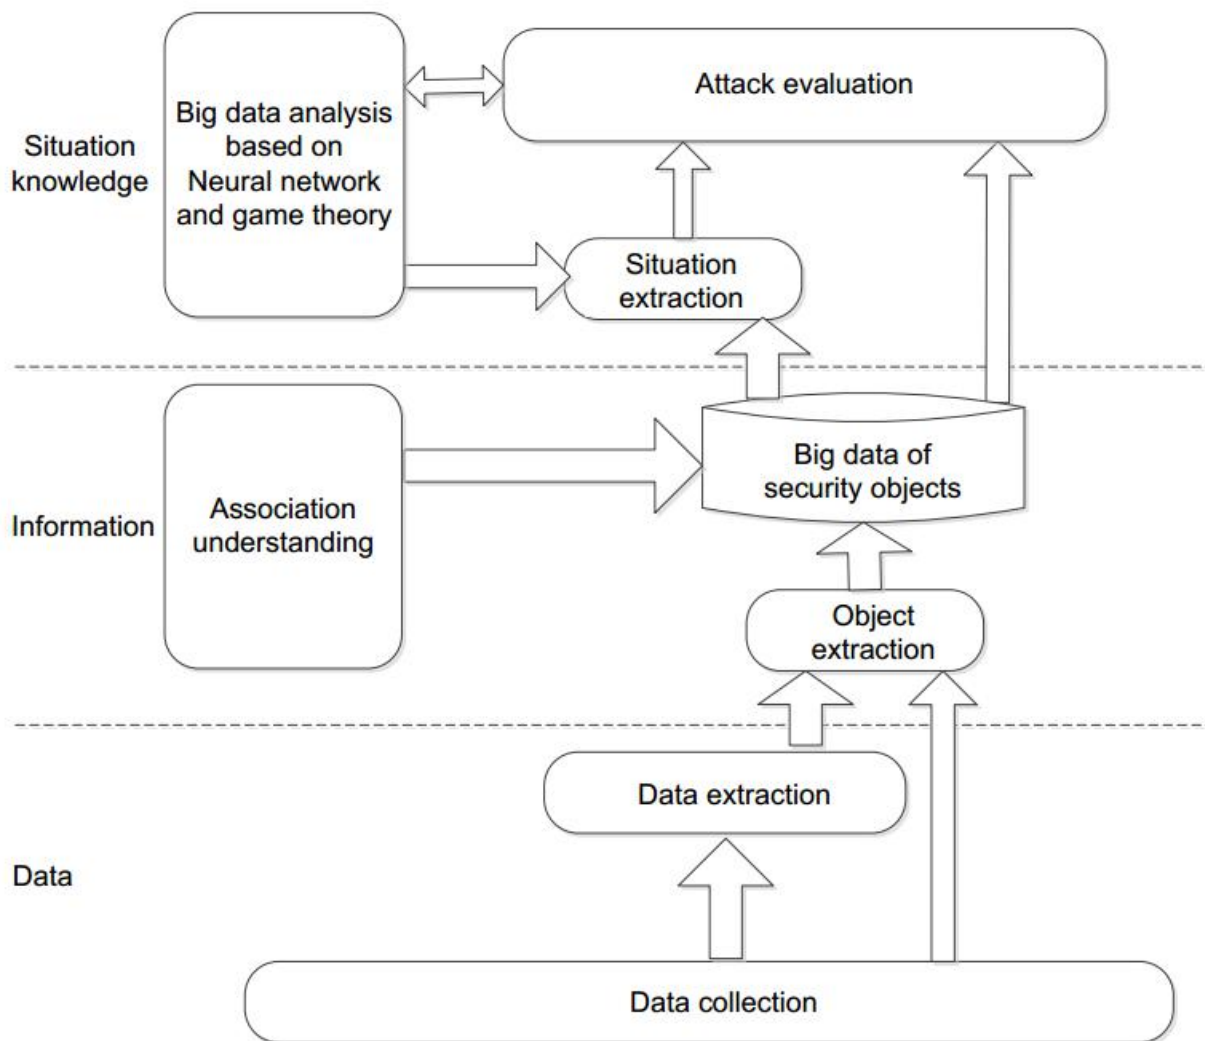 Attack evaluation
Big data analysis
based on
Neural network
and game theory
Situation
knowledge
Situation
extraction
Association
understanding
Information
Big data of
security objects
Object
extraction
Data extraction
Data
Data collection